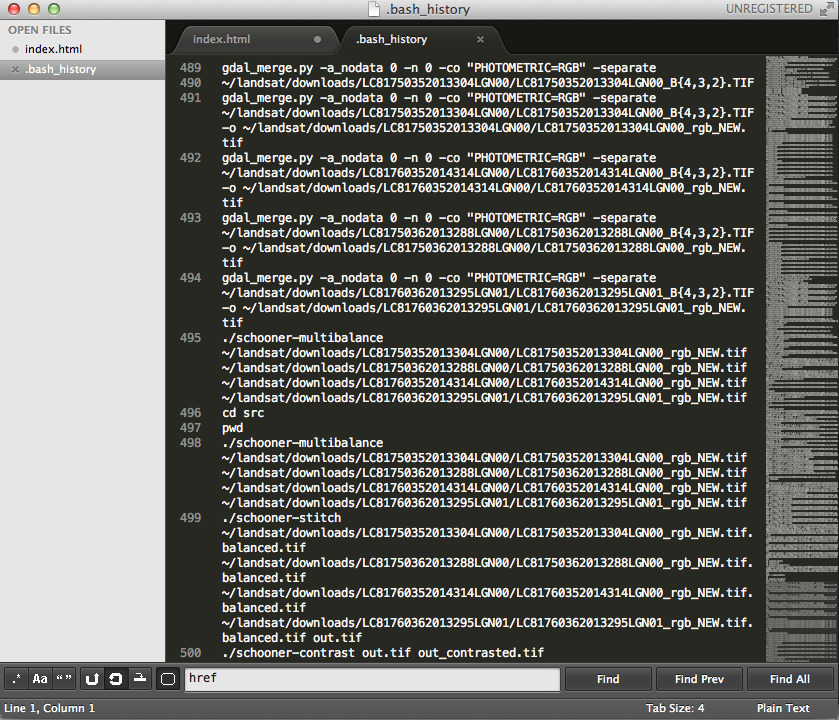 .bash_history
UNREGISTERED
OPEN FILES
index.html
.bash_history
index.html
.bash_history
489 gdal_merge.py -a_nodata 0 -n 0 -co "PHOTOMETRIC=RGB" -separate
490 ~/landsat/downloads/LC81750352013304LGN00/LC81750352013304LGN00_B{4,3,2}.TIF
491 gdal_merge.py -a_nodata 0 -n 0 -co "PHOTOMETRIC=RGB" -separate
~/landsat/downloads/LC81750352013304LGN00/LC81750352013304LGN00_B{4,3,2}.TIF
-o ~/landsat/downloads/LC81750352013304LGN00/LC81750352013304LGN00_rgb_NEW.
tif
492 gdal_merge.py -a_nodata 0 -n 0 -co "PHOTOMETRIC=RGB" -separate
~/landsat/downloads/LC81760352014314LGN00/LC81760352014314LGN00_B{4,3,2}.TIF
-o ~/landsat/downloads/LC81760352014314LGN00/LC81760352014314LGN00_rgb_NEW.
tif
493 gdal_merge.py -a_nodata 0 -n 0 -co "PHOTOMETRIC=RGB" -separate
~/landsat/downloads/LC81750362013288LGN00/LC81750362013288LGN00_B{4,3,2}.TIF
-o ~/landsat/downloads/LC81750362013288LGN00/LC81750362013288LGN00_rgb_NEW.
tif
494 gdal_merge.py -a_nodata 0 -n 0 -co "PHOTOMETRIC=RGB" -separate
~/landsat/downloads/LC81760362013295LGN01/LC81760362013295LGN01_B{4,3,2}.TIF
-o ~/landsat/downloads/LC81760362013295LGN01/LC81760362013295LGN01_rgb_NEW.
tif
495 ./schooner-multibalance
~/landsat/downloads/LC81750352013304LGN00/LC81750352013304LGN00_rgb_NEW.tif
~/landsat/downloads/LC81750362013288LGN00/LC81750362013288LGN00_rgb_NEW.tif
~/landsat/downloads/LC81760352014314LGN00/LC81760352014314LGN00_rgb_NEW.tif
~/landsat/downloads/LC81760362013295LGN01/LC81760362013295LGN01_rgb_NEW.tif
496 cd src
497 pwd
498 ./schooner-multibalance
~/landsat/downloads/LC81750352013304LGN00/LC81750352013304LGN00_rgb_NEW.tif
~/landsat/downloads/LC81750362013288LGN00/LC81750362013288LGN00_rgb_NEW.tif
~/landsat/downloads/LC81760352014314LGN00/LC81760352014314LGN00_rgb_NEW.tif
~/landsat/downloads/LC81760362013295LGN01/LC81760362013295LGN01_rgb_NEW.tif
499 ./schooner-stitch
~/landsat/downloads/LC81750352013304LGN00/LC81750352013304LGN00_rgb_NEW.tif.
balanced.tif
~/landsat/downloads/LC81750362013288LGN00/LC81750362013288LGN00_rgb_NEW.tif.
balanced.tif
~/landsat/downloads/LC81760352014314LGN00/LC81760352014314LGN00_rgb_NEW.tif.
balanced.tif
~/landsat/downloads/LC81760362013295LGN01/LC81760362013295LGN01_rgb_NEW.tif.
balanced.tif out.tif
500 ./schooner-contrast out.tif out_contrasted.tif
.* Aa “” href Find Find Prev Find All
Line 1, Column 1 Tab Size: 4 Plain Text